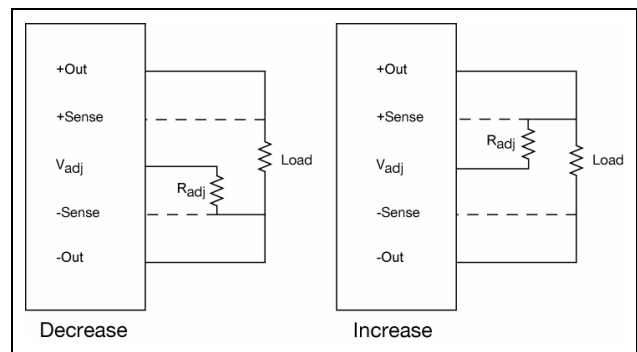 +Out
+Sense
Vadj
Radj
Load
-Sense
-Out
Decrease
+Out
+Sense
Radj
Vadj
Load
-Sense
-Out
Increase